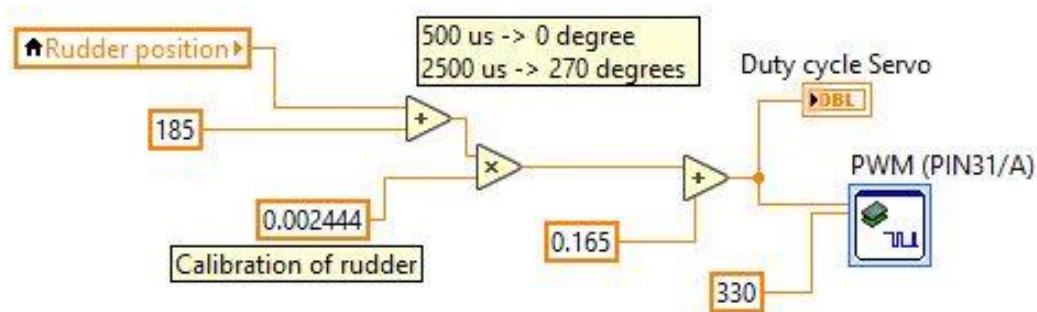 500 us -> 0 degree
2500 us -> 270 degrees
Rudder position
Duty cycle Servo
DBL
185
PWM (PIN31/A)
0.002444
0.165
Calibration of rudder
330